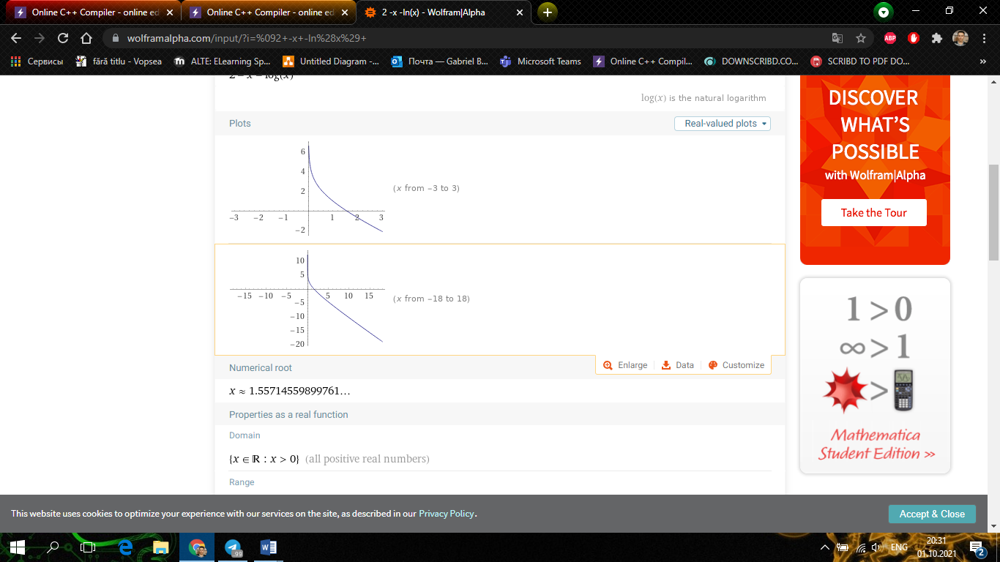 Online C++ Compiler - online ed
Online C++ Compiler - online ed
2 -x -ln(x) - Wolfram|Alpha
wolframalpha.com/input/?i=%092+-x+-ln%28x%29+
ABP
Сервисы
fără titlu - Vopsea
m
ALTE: ELearning Sp...
Untitled Diagram -...
Почта — Gabriel B...
Microsoft Teams
Online C++ Compil...
DOWNSCRIBD.CO...
SCRIBD TO PDF DO...
»
2 − x − log(x)
log(x) is the natural logarithm
Plots
Real-valued plots
6
4
2
−2
−3 −2 −1 1 2 3
(x from −3 to 3)
10
5
−5
−10
−15
−20
−15 −10 −5 5 10 15
(x from −18 to 18)
Enlarge
Data
Customize
Numerical root
x ≈ 1.55714559899761…
Properties as a real function
Domain
{x ∈ ℝ : x > 0} (all positive real numbers)
Range
DISCOVER
WHAT’S
POSSIBLE
with Wolfram|Alpha
Take the Tour
1 > 0
∞ > 1
>
Mathematica
Student Edition >>
This website uses cookies to optimize your experience with our services on the site, as described in our Privacy Policy.
Accept & Close
99
W
ENG
20:31
01.10.2021
2